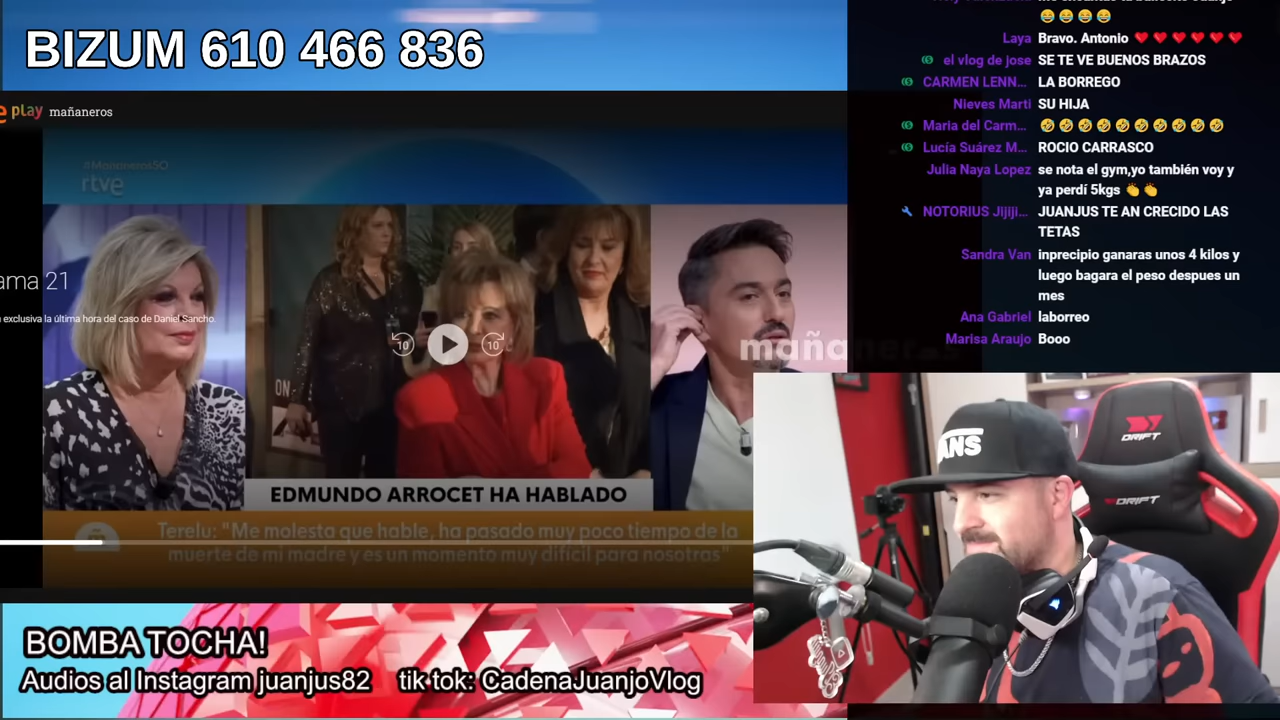 BIZUM 610 466 836
e play mañaneros
#Mañaneros50
rtve
ama 21
exclusiva la última hora del caso de Daniel Sancho.
10
10
ON
mañaneros
EDMUNDO ARROCET HA HABLADO
Terelu: "Me molesta que hable, ha pasado muy poco tiempo de la
muerte de mi madre y es un momento muy difícil para nosotras"
BOMBA TOCHA!
Audios al Instagram juanjus82 tik tok: CadenaJuanjoVlog
😂😂😂😂
Laya Bravo. Antonio ❤️❤️❤️❤️❤️❤️
el vlog de jose SE TE VE BUENOS BRAZOS
CARMEN LENN... LA BORREGO
Nieves Marti SU HIJA
Maria del Carm... 🤣🤣🤣🤣🤣🤣🤣🤣🤣🤣
Lucía Suárez M... ROCIO CARRASCO
Julia Naya Lopez se nota el gym,yo también voy y
ya perdí 5kgs 👏👏
NOTORIUS Jijiji... JUANJUS TE AN CRECIDO LAS
TETAS
Sandra Van inprecipio ganaras unos 4 kilos y
luego bagara el peso despues un
mes
Ana Gabriel laborreo
Marisa Araujo Booo
VANS
DRIFT
DRIFT